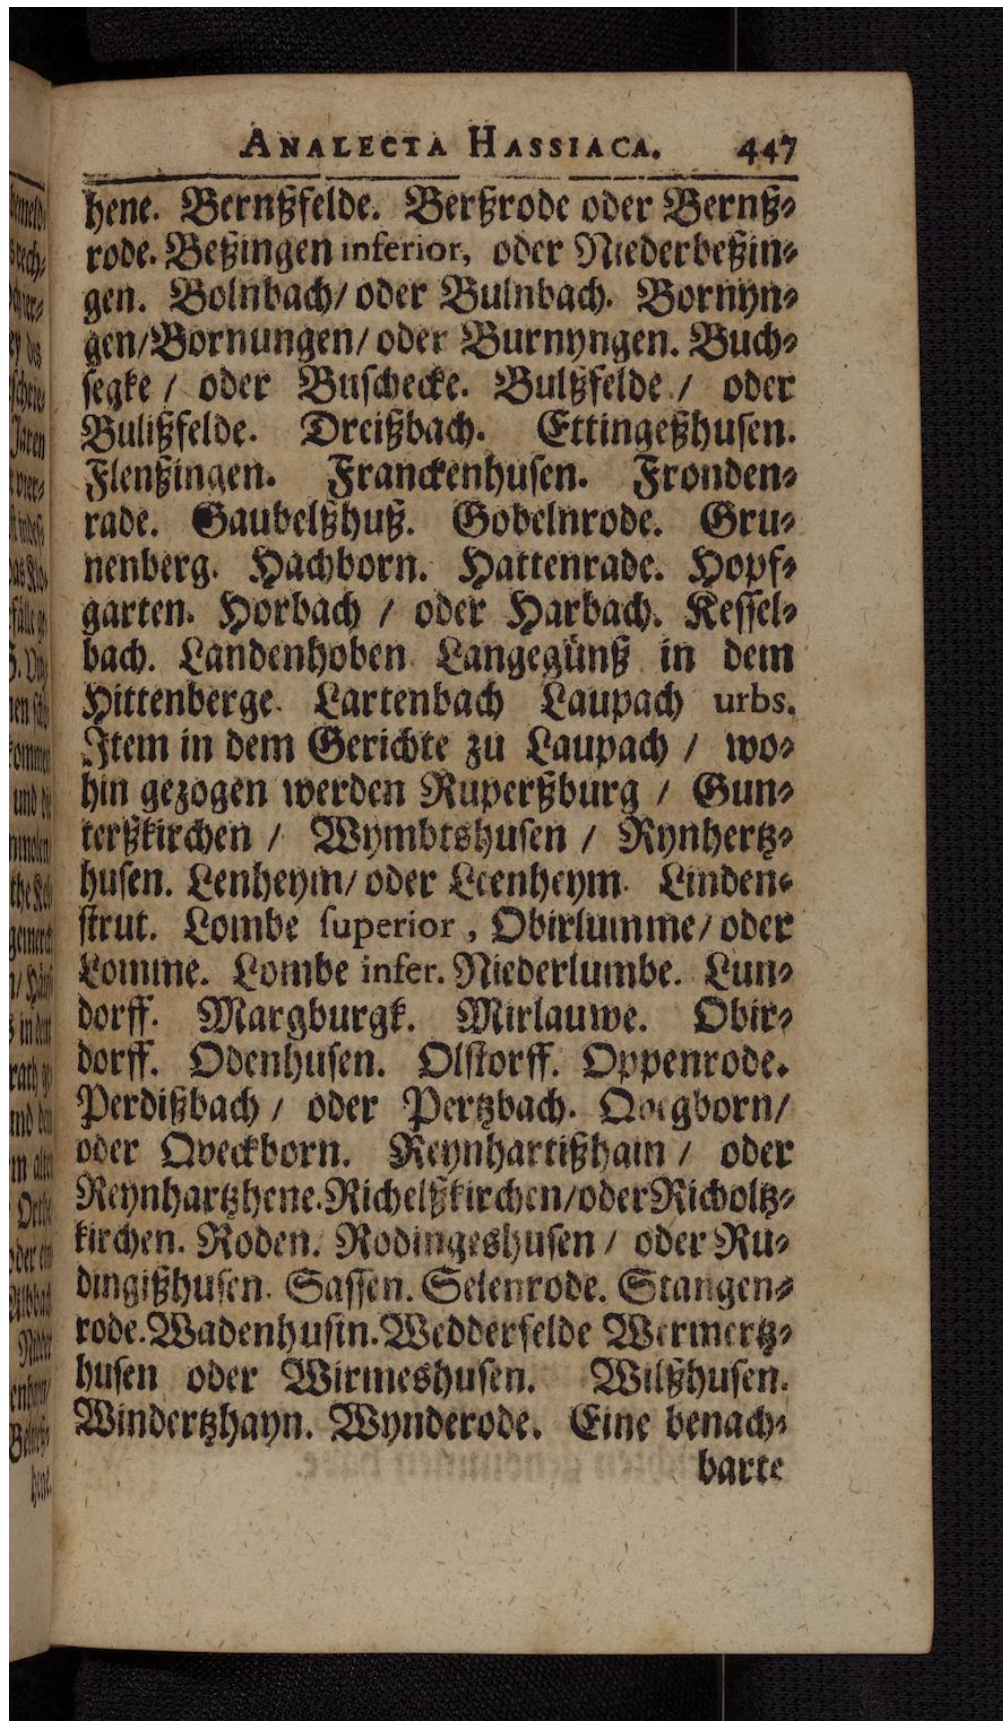 ANALECTA HASSIACA. 447
hene. Bernßfelde. Berßrode oder Bernß⸗
rode. Beßingen inferior, oder Niederbeßin⸗
gen. Bolnbach/ oder Bulnbach. Bornyn⸗
gen/Bornungen/ oder Burnyngen. Buch⸗
ſegke / oder Buſchecke. Bultzfelde / oder
Bulißfelde. Dreißbach. Ettingeßhuſen.
Flenßingen. Franckenhuſen. Fronden⸗
rade. Gaubelßhuß. Gobelnrode. Gru⸗
nenberg. Hachborn. Hattenrade. Hopf⸗
garten. Horbach / oder Harbach. Keſſel⸗
bach. Landenhoben Langegünß in dem
Hittenberge. Lartenbach Laupach urbs.
Item in dem Gerichte zu Laupach / wo⸗
hin gezogen werden Rupertßburg / Gun⸗
terßkirchen / Wymbtshuſen / Rynhertz⸗
huſen. Lenheym/ oder Leenheym. Linden⸗
ſtrut. Lombe ſuperior, Obirlumme/ oder
Lomme. Lombe infer. Niederlumbe. Lun⸗
dorff. Margburgk. Mirlauwe. Obir⸗
dorff. Odenhuſen. Olſtorff. Oppenrode.
Perdißbach / oder Pertzbach. Qoegborn/
oder Qveckborn. Reynhartißhain / oder
Reynhartzhene. Richelßkirchen/oder Richoltz⸗
kirchen. Roden. Rodingeshuſen / oder Ru⸗
dingißhuſen. Saſſen. Selenrode. Stangen⸗
rode. Wadenhuſin. Wedderfelde Wermertz⸗
huſen oder Wirmeshuſen. Wilßhuſen.
Windertzhayn. Wynderode. Eine benach⸗
barte